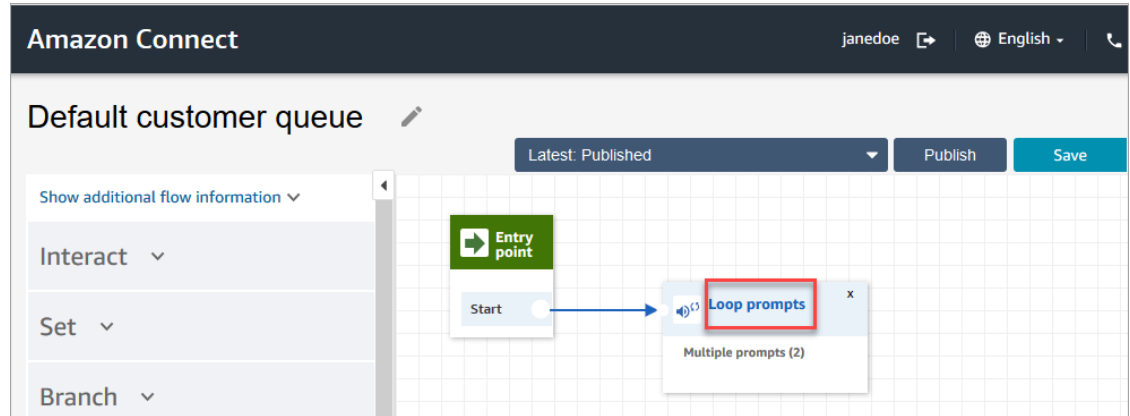 Amazon Connect
janedoe
English
Default customer queue
Latest: Published
Publish
Save
Show additional flow information
Interact
Set
Branch
Entry
point
Start
Loop prompts
x
Multiple prompts (2)